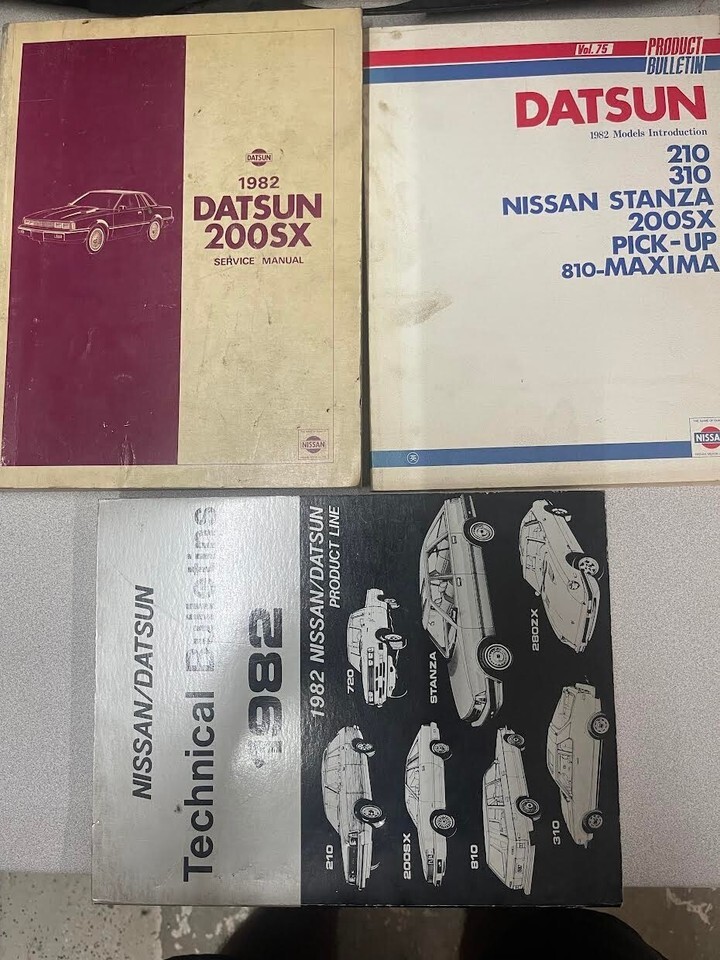 DATSUN
1982
DATSUN
200SX
SERVICE MANUAL
NISSAN
Vol. 75
PRODUCT
BULLETIN
DATSUN
1982 Models Introduction
210
310
NISSAN STANZA
200SX
PICK-UP
810-MAXIMA
NISSAN
NISSAN/DATSUN
Technical Bulletins
1982
1982 NISSAN/DATSUN
PRODUCT LINE
720
STANZA
280ZX
210
200SX
810
310